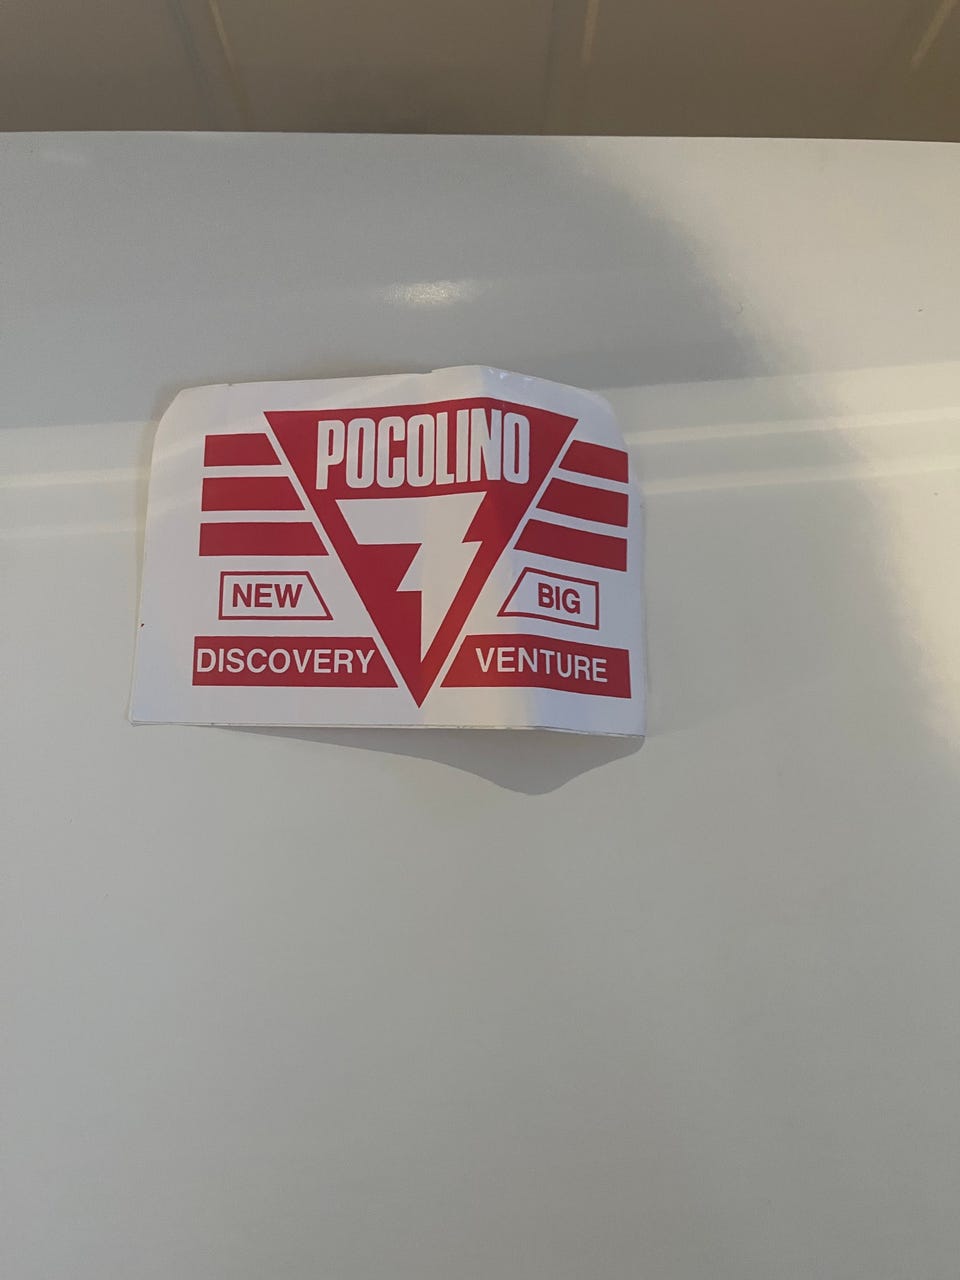 POCOLINO
NEW
BIG
DISCOVERY
VENTURE